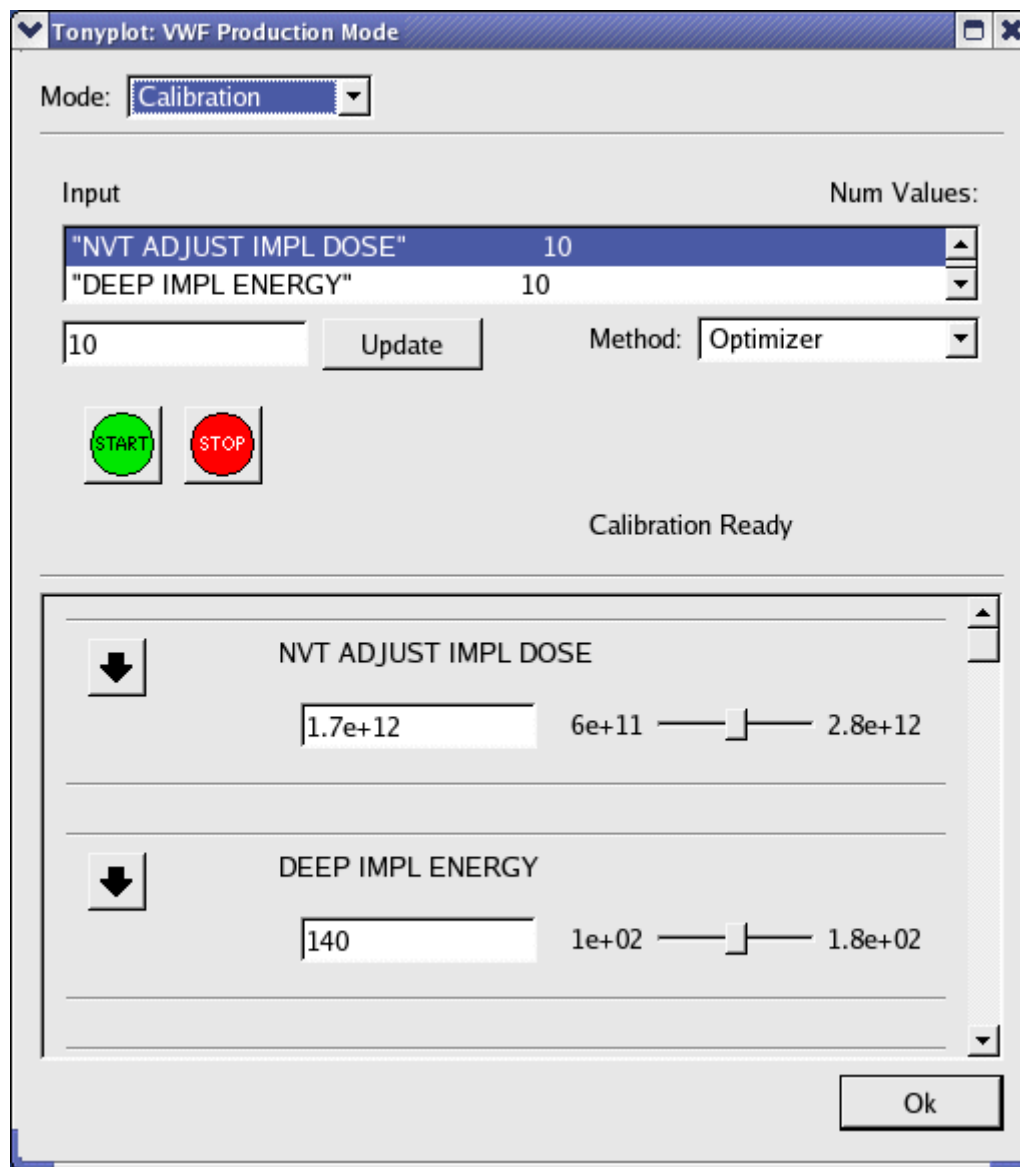 Tonyplot: VWF Production Mode
Mode: Calibration
Input Num Values:
"NVT ADJUST IMPL DOSE" 10
"DEEP IMPL ENERGY" 10
10 Update Method: Optimizer
START STOP
Calibration Ready
NVT ADJUST IMPL DOSE
1.7e+12 6e+11 2.8e+12
DEEP IMPL ENERGY
140 1e+02 1.8e+02
Ok